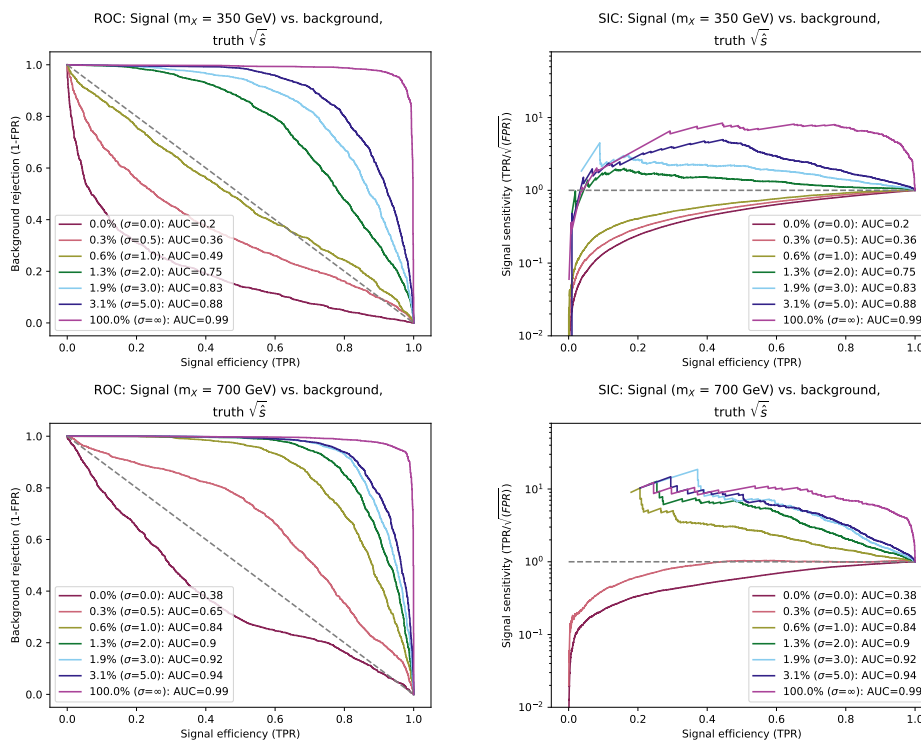 ROC: Signal (m_X = 350 GeV) vs. background,
truth √ŝ
Background rejection (1-FPR)
1.0
0.8
0.6
0.4
0.2
0.0
0.0% (σ=0.0): AUC=0.2
0.3% (σ=0.5): AUC=0.36
0.6% (σ=1.0): AUC=0.49
1.3% (σ=2.0): AUC=0.75
1.9% (σ=3.0): AUC=0.83
3.1% (σ=5.0): AUC=0.88
100.0% (σ=∞): AUC=0.99
0.0 0.2 0.4 0.6 0.8 1.0
Signal efficiency (TPR)
SIC: Signal (m_X = 350 GeV) vs. background,
truth √ŝ
Signal sensitivity (TPR/√(FPR))
10^1
10^0
10^−1
10^−2
0.0% (σ=0.0): AUC=0.2
0.3% (σ=0.5): AUC=0.36
0.6% (σ=1.0): AUC=0.49
1.3% (σ=2.0): AUC=0.75
1.9% (σ=3.0): AUC=0.83
3.1% (σ=5.0): AUC=0.88
100.0% (σ=∞): AUC=0.99
0.0 0.2 0.4 0.6 0.8 1.0
Signal efficiency (TPR)
ROC: Signal (m_X = 700 GeV) vs. background,
truth √ŝ
Background rejection (1-FPR)
1.0
0.8
0.6
0.4
0.2
0.0
0.0% (σ=0.0): AUC=0.38
0.3% (σ=0.5): AUC=0.65
0.6% (σ=1.0): AUC=0.84
1.3% (σ=2.0): AUC=0.9
1.9% (σ=3.0): AUC=0.92
3.1% (σ=5.0): AUC=0.94
100.0% (σ=∞): AUC=0.99
0.0 0.2 0.4 0.6 0.8 1.0
Signal efficiency (TPR)
SIC: Signal (m_X = 700 GeV) vs. background,
truth √ŝ
Signal sensitivity (TPR/√(FPR))
10^1
10^0
10^−1
10^−2
0.0% (σ=0.0): AUC=0.38
0.3% (σ=0.5): AUC=0.65
0.6% (σ=1.0): AUC=0.84
1.3% (σ=2.0): AUC=0.9
1.9% (σ=3.0): AUC=0.92
3.1% (σ=5.0): AUC=0.94
100.0% (σ=∞): AUC=0.99
0.0 0.2 0.4 0.6 0.8 1.0
Signal efficiency (TPR)